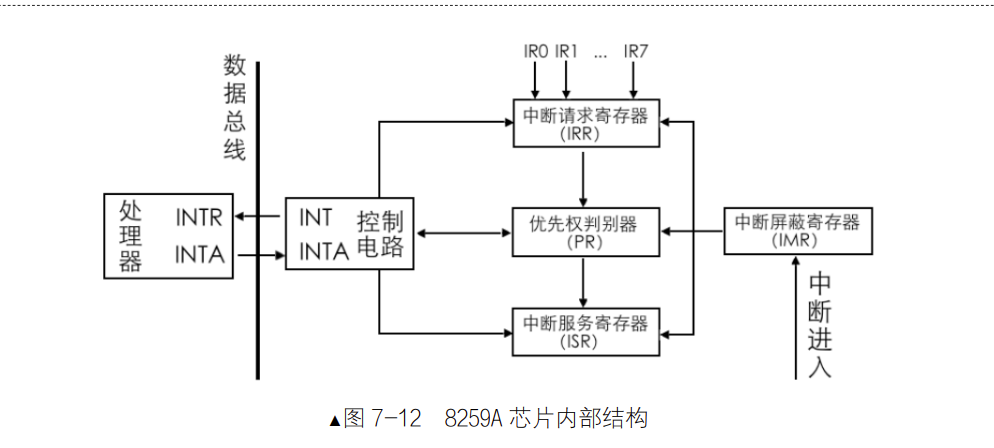 IR0 IR1 ... IR7
数据总线
中断请求寄存器
(IRR)
处理器
INTR
INTA
INT
INTA
控制
电路
优先权判别器
(PR)
中断屏蔽寄存器
(IMR)
中断服务寄存器
(ISR)
中断进入
▲图 7-12 8259A 芯片内部结构